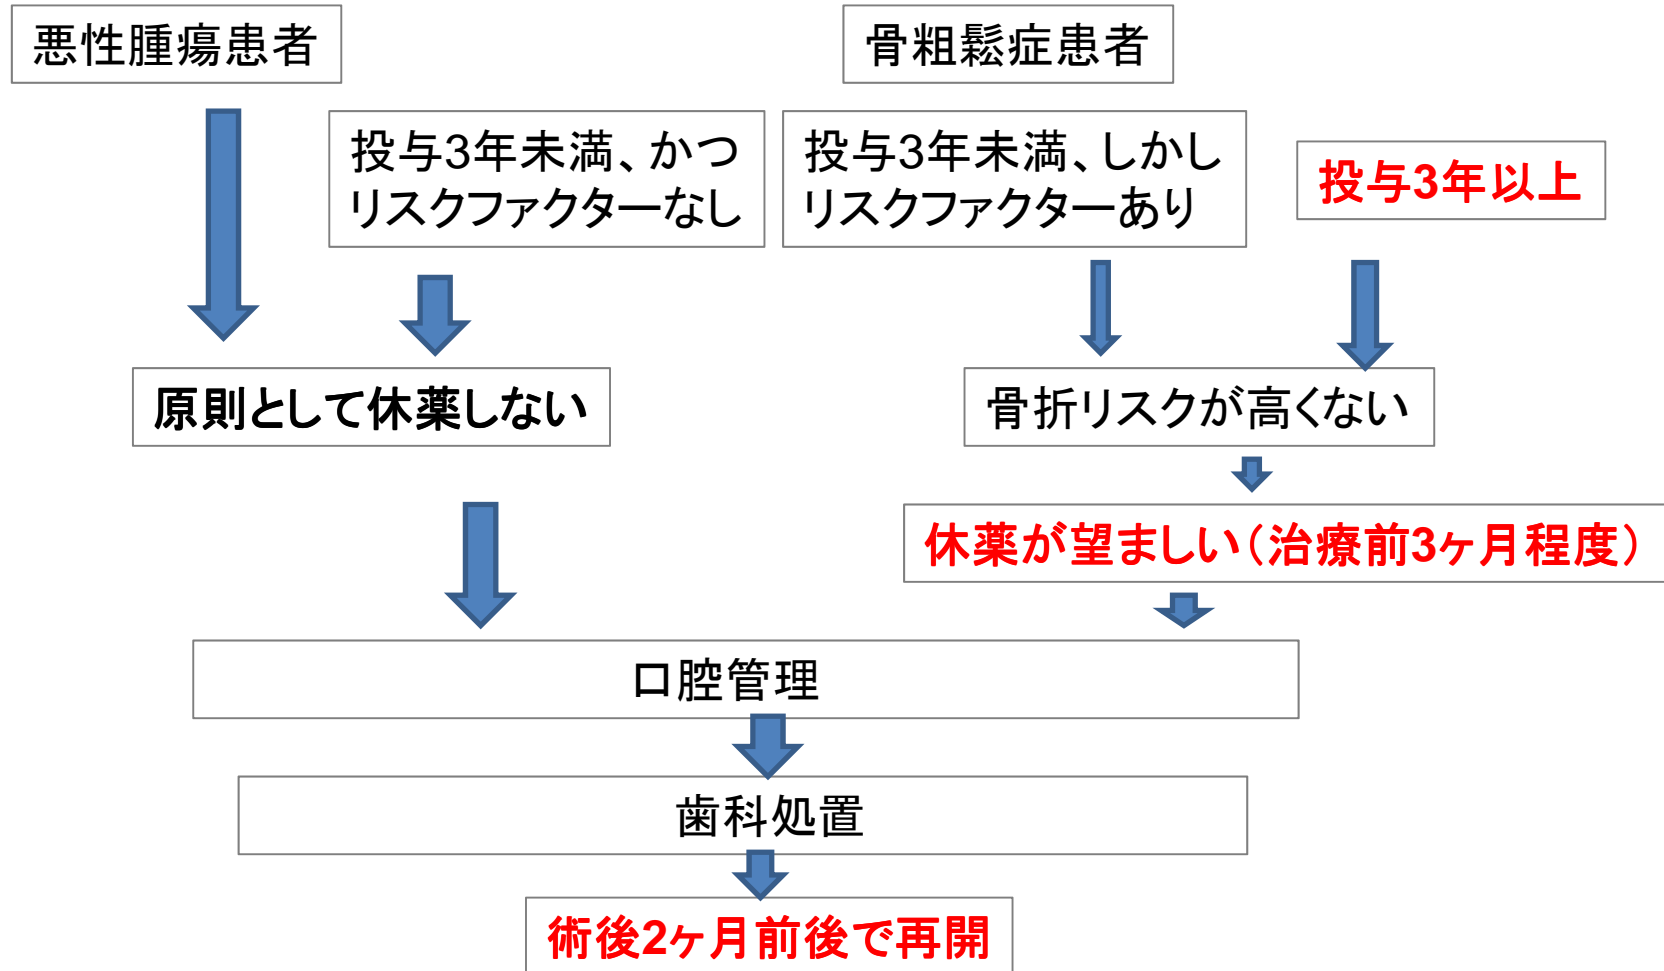 悪性腫瘍患者
骨粗鬆症患者
投与3年未満、かつ
リスクファクターなし
投与3年未満、しかし
リスクファクターあり
投与3年以上
原則として休薬しない
骨折リスクが高くない
休薬が望ましい（治療前3ヶ月程度）
口腔管理
歯科処置
術後2ヶ月前後で再開